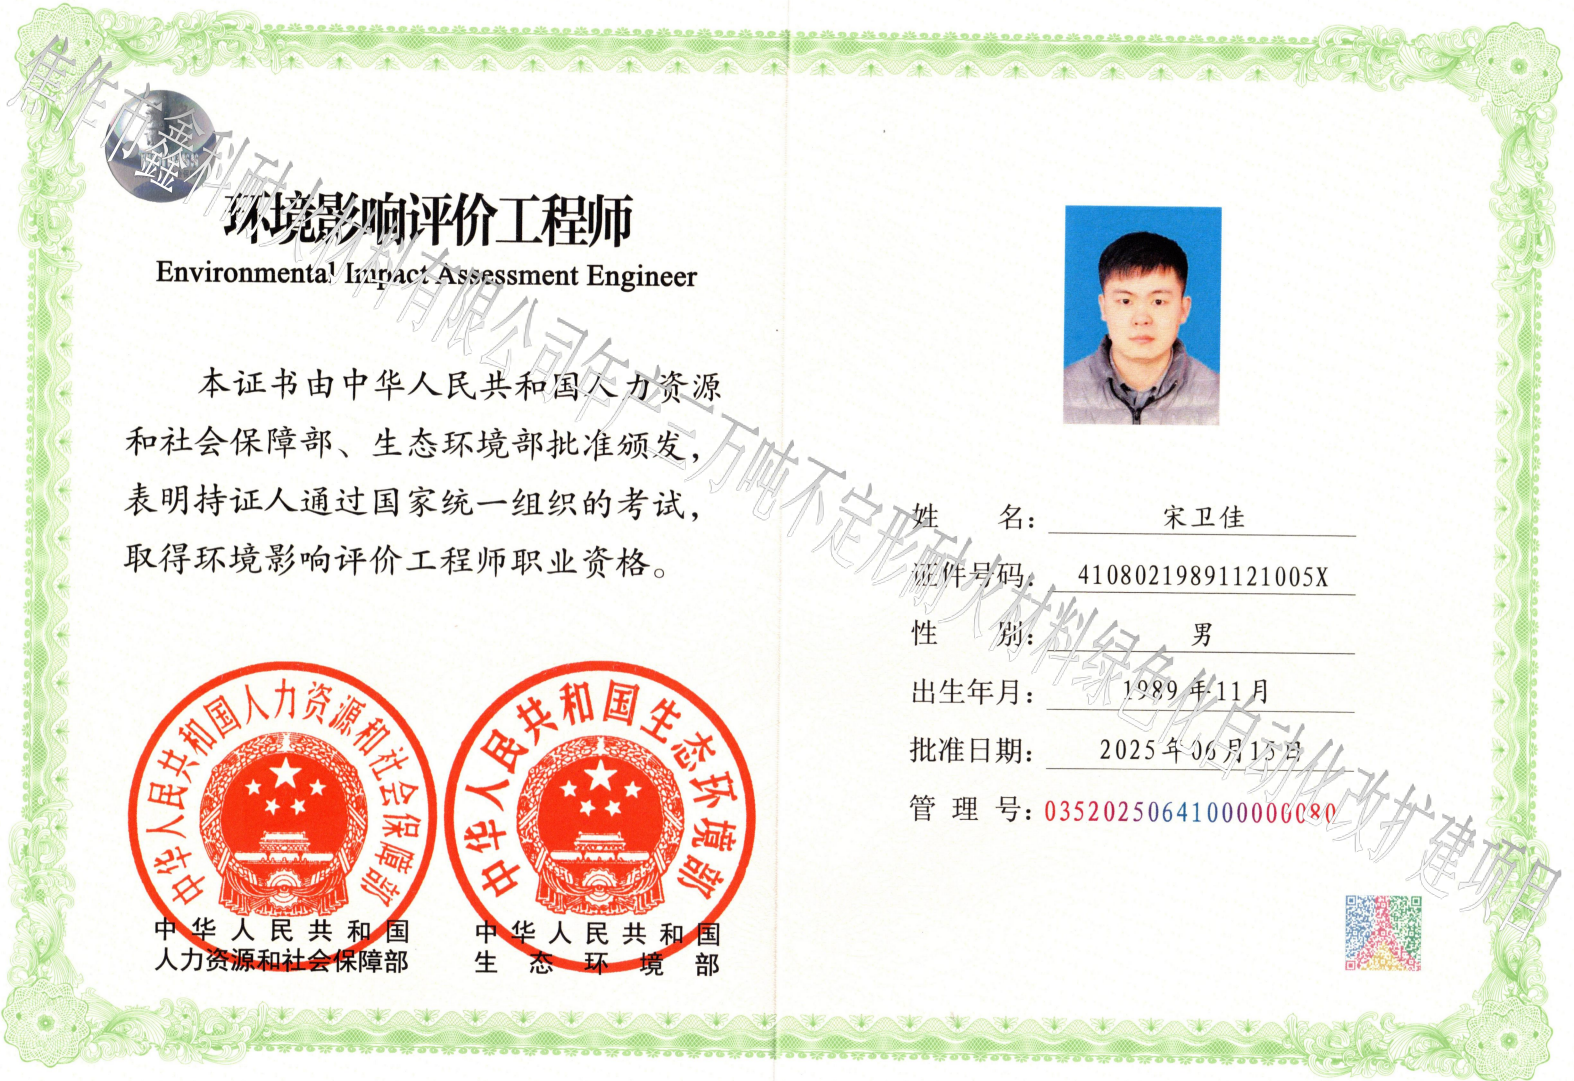 环境影响评价工程师
Environmental Impact Assessment Engineer
本证书由中华人民共和国人力资源
和社会保障部、生态环境部批准颁发，
表明持证人通过国家统一组织的考试，
取得环境影响评价工程师职业资格。
中华人民共和国人力资源和社会保障部
中华人民共和国生态环境部
中华人民共和国
人力资源和社会保障部
中华人民共和国
生态环境部
姓名：宋卫佳
证件号码：41080219891121005X
性别：男
出生年月：1989年11月
批准日期：2025年06月15日
管理号：03520250641000000080
焦作市鑫科耐火材料有限公司年产三万吨不定形耐火材料绿色化自动化改扩建项目